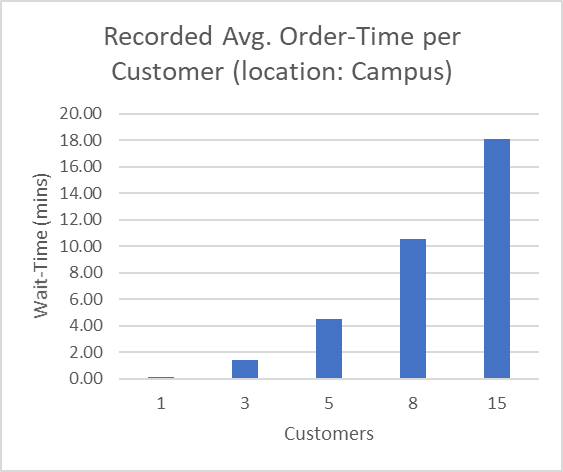 Recorded Avg. Order-Time per
Customer (location: Campus)
20.00
18.00
16.00
14.00
12.00
10.00
8.00
6.00
4.00
2.00
0.00
Wait-Time (mins)
1 3 5 8 15
Customers